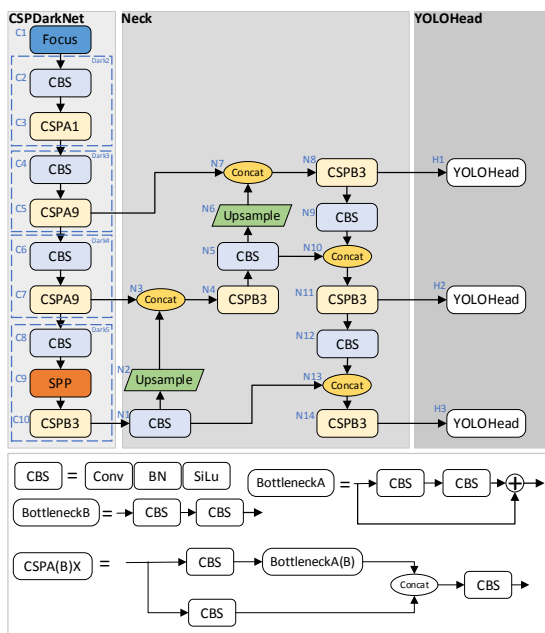 CSPDarkNet
Neck
YOLOHead
C1
Focus
Dark2
C2
CBS
C3
CSPA1
Dark3
C4
CBS
C5
CSPA9
Dark4
C6
CBS
C7
CSPA9
Dark5
C8
CBS
C9
SPP
C10
CSPB3
N1
CBS
N2
Upsample
N3
Concat
N4
CSPB3
N5
CBS
N6
Upsample
N7
Concat
N8
CSPB3
N9
CBS
N10
Concat
N11
CSPB3
N12
CBS
N13
Concat
N14
CSPB3
H1
YOLOHead
H2
YOLOHead
H3
YOLOHead
CBS = Conv BN SiLu
BottleneckA = CBS CBS +
BottleneckB = CBS CBS
CSPA(B)X = CBS BottleneckA(B)
Concat CBS
CBS